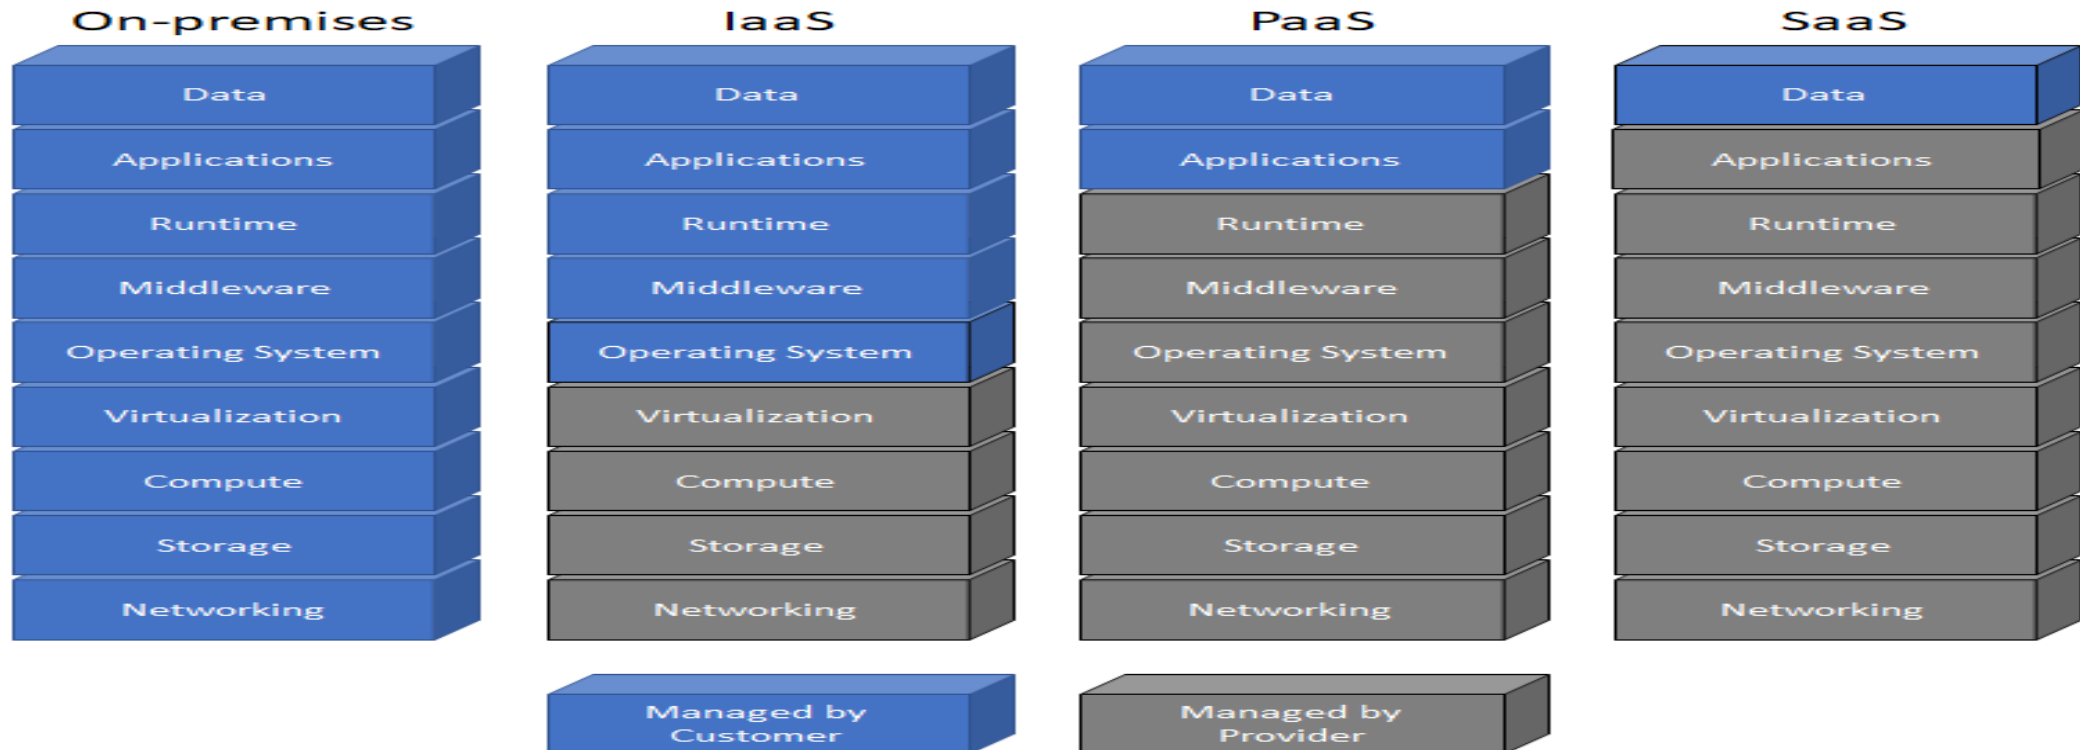 On-premises
Data
Applications
Runtime
Middleware
Operating System
Virtualization
Compute
Storage
Networking
IaaS
Data
Applications
Runtime
Middleware
Operating System
Virtualization
Compute
Storage
Networking
PaaS
Data
Applications
Runtime
Middleware
Operating System
Virtualization
Compute
Storage
Networking
SaaS
Data
Applications
Runtime
Middleware
Operating System
Virtualization
Compute
Storage
Networking
Managed by
Customer
Managed by
Provider